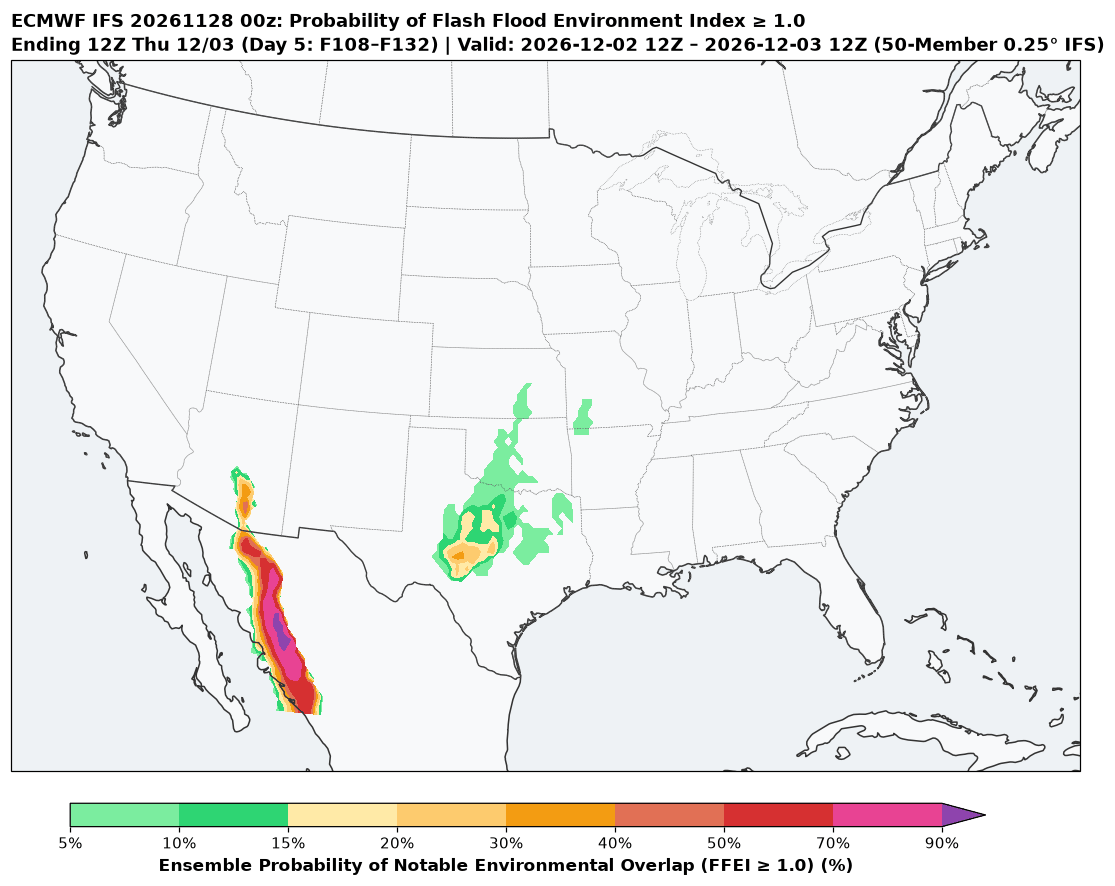 ECMWF IFS 20261128 00z: Probability of Flash Flood Environment Index ≥ 1.0
Ending 12Z Thu 12/03 (Day 5: F108–F132) | Valid: 2026-12-02 12Z – 2026-12-03 12Z (50-Member 0.25° IFS)
5% 10% 15% 20% 30% 40% 50% 70% 90%
Ensemble Probability of Notable Environmental Overlap (FFEI ≥ 1.0) (%)